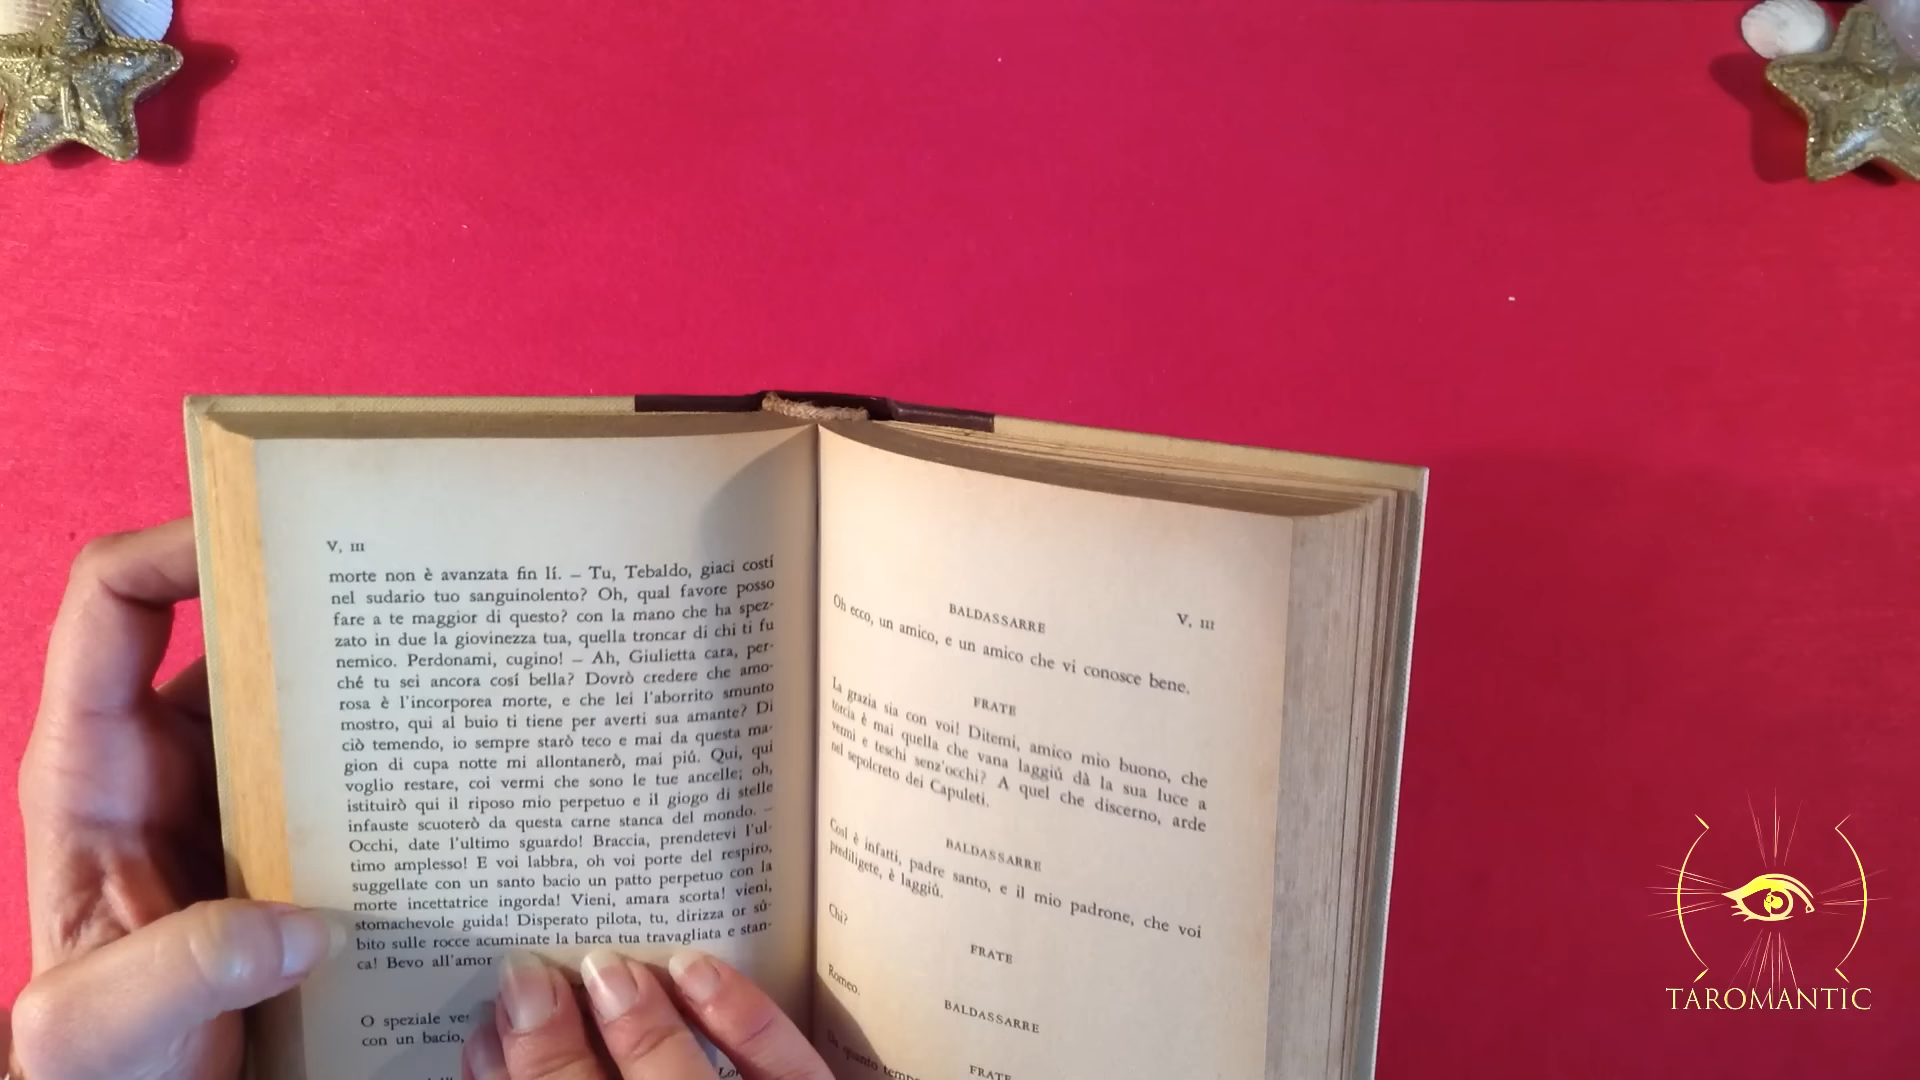 V, III
morte non è avanzata fin lí. – Tu, Tebaldo, giaci costí
nel sudario tuo sanguinolento? Oh, qual favore posso
fare a te maggior di questo? con la mano che ha spez-
zato in due la giovinezza tua, quella troncar di chi ti fu
nemico. Perdonami, cugino! – Ah, Giulietta cara, per-
ché tu sei ancora cosí bella? Dovrò credere che amo-
rosa è l'incorporea morte, e che lei l'aborrito smunto
mostro, qui al buio ti tiene per averti sua amante? Di
ciò temendo, io sempre starò teco e mai da questa ma-
gion di cupa notte mi allontanerò, mai piú. Qui, qui
voglio restare, coi vermi che sono le tue ancelle; oh,
istituirò qui il riposo mio perpetuo e il giogo di stelle
infauste scuoterò da questa carne stanca del mondo. –
Occhi, date l'ultimo sguardo! Braccia, prendetevi l'ul-
timo amplesso! E voi labbra, oh voi porte del respiro,
suggellate con un santo bacio un patto perpetuo con la
morte incettatrice ingorda! Vieni, amara scorta! vieni,
stomachevole guida! Disperato pilota, tu, dirizza or sú-
bito sulle rocce acuminate la barca tua travagliata e stan-
ca! Bevo all'amor
O speziale
con un bacio,
V, III
BALDASSARRE
Oh ecco, un amico, e un amico che vi conosce bene.
FRATE
La grazia sia con voi! Ditemi, amico mio buono, che
torcia è mai quella che vana laggiú dà la sua luce a
vermi e teschi senz'occhi? A quel che discerno, arde
nel sepolcreto dei Capuleti.
BALDASSARRE
Cosí è infatti, padre santo, e il mio padrone, che voi
prediligete, è laggiú.
FRATE
Chi?
BALDASSARRE
Romeo.
FRATE
Da quanto tempo
TAROMANTIC